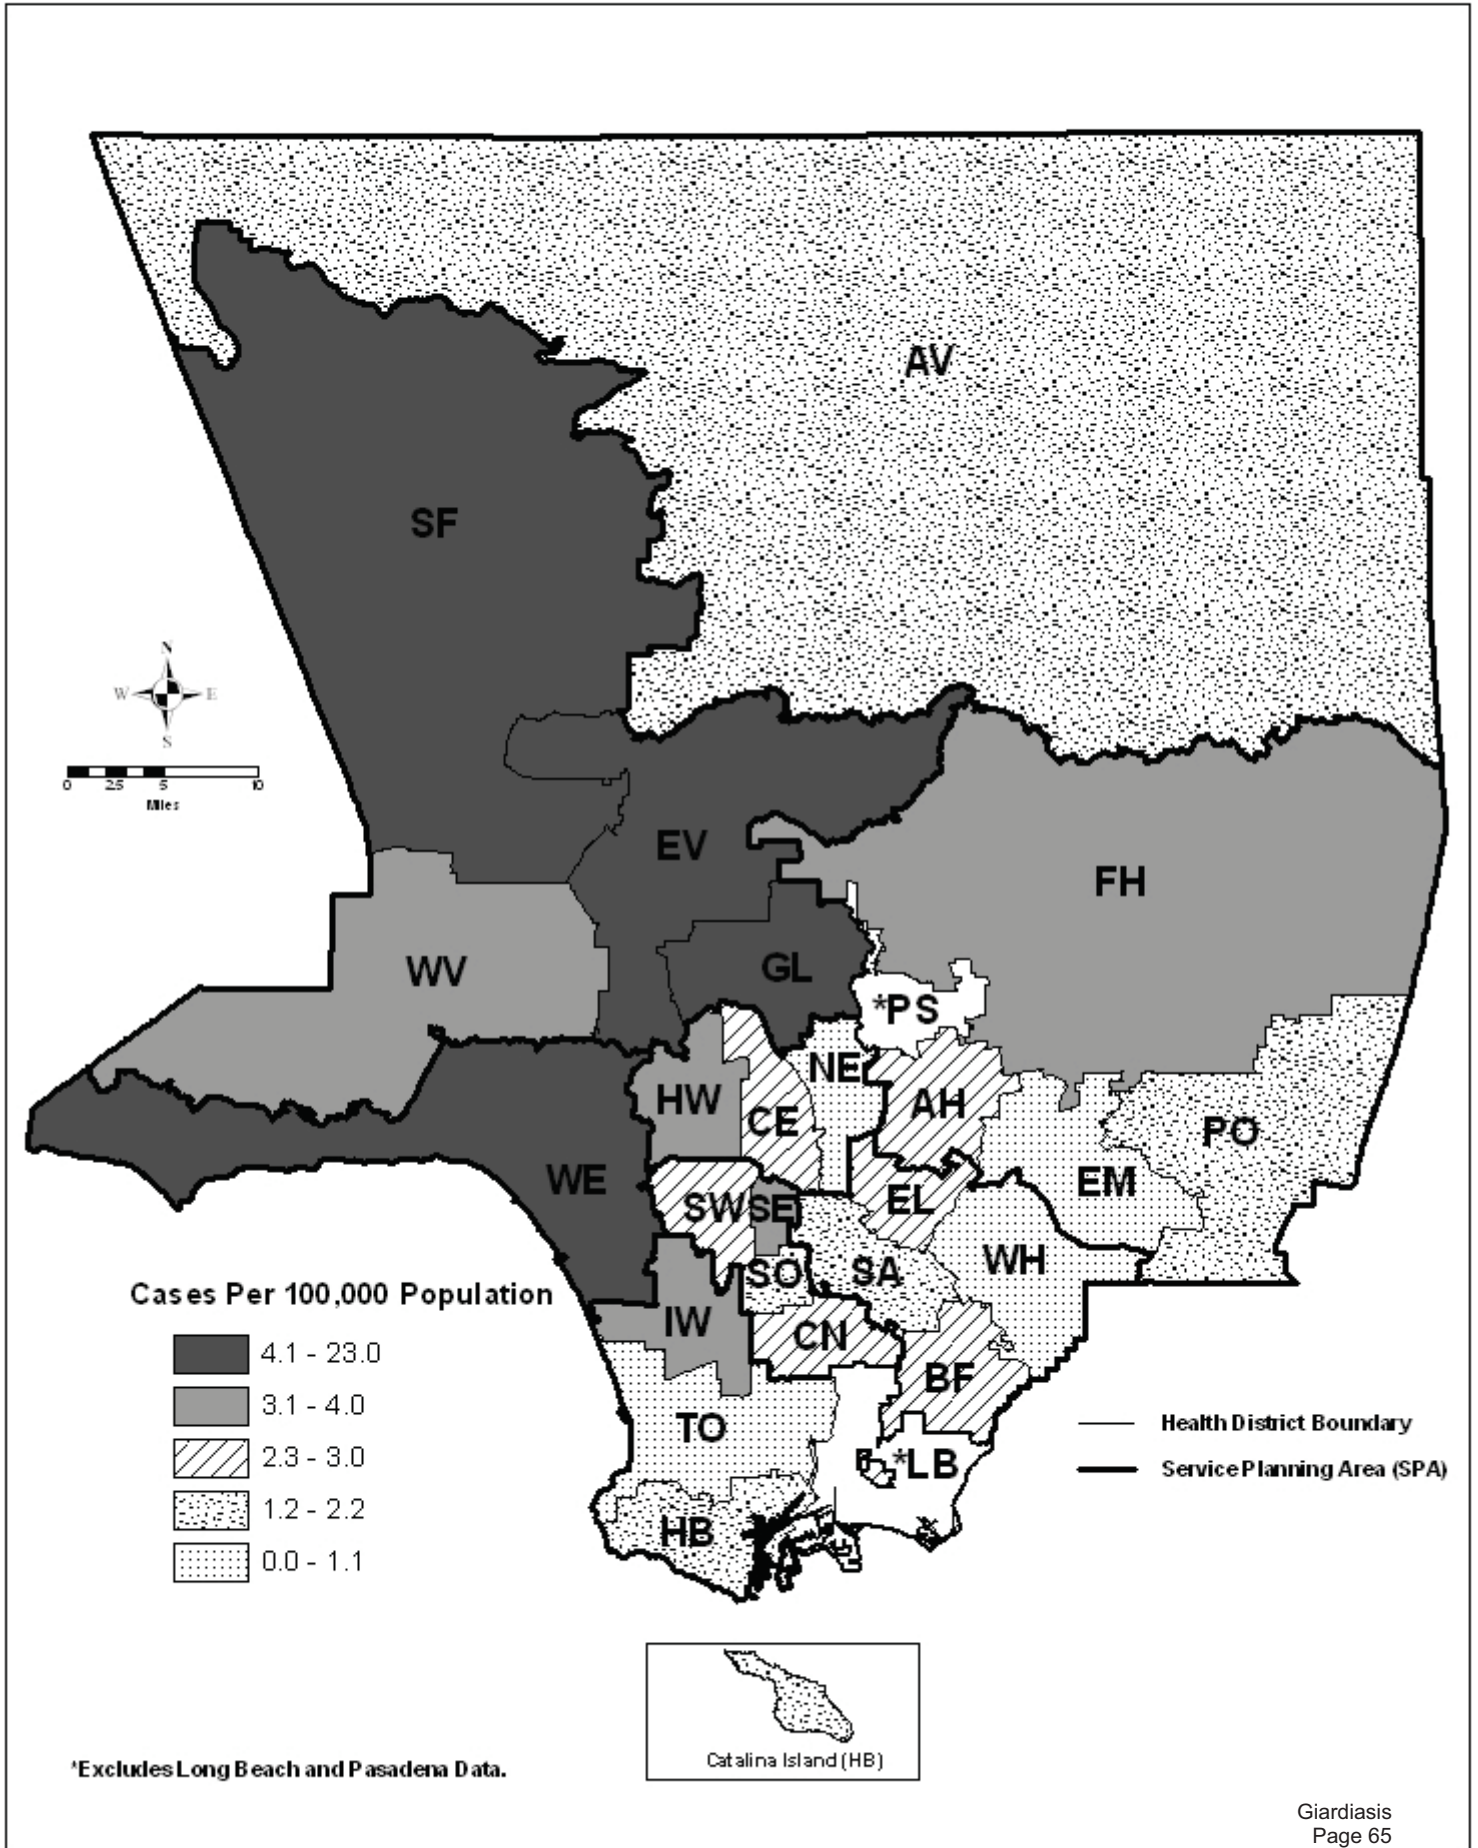 AV
SF
N
W E
S
0 2.5 5 10
Miles
EV
FH
WV
GL
*PS
NE
HW
AH
CE
PO
WE
EM
SW
SE
EL
WH
SO
SA
Cases Per 100,000 Population
IW
CN
4.1 - 23.0
BF
3.1 - 4.0
TO
Health District Boundary
2.3 - 3.0
*LB
Service Planning Area (SPA)
1.2 - 2.2
HB
0.0 - 1.1
Catalina Island (HB)
*Excludes Long Beach and Pasadena Data.
Giardiasis
Page 65